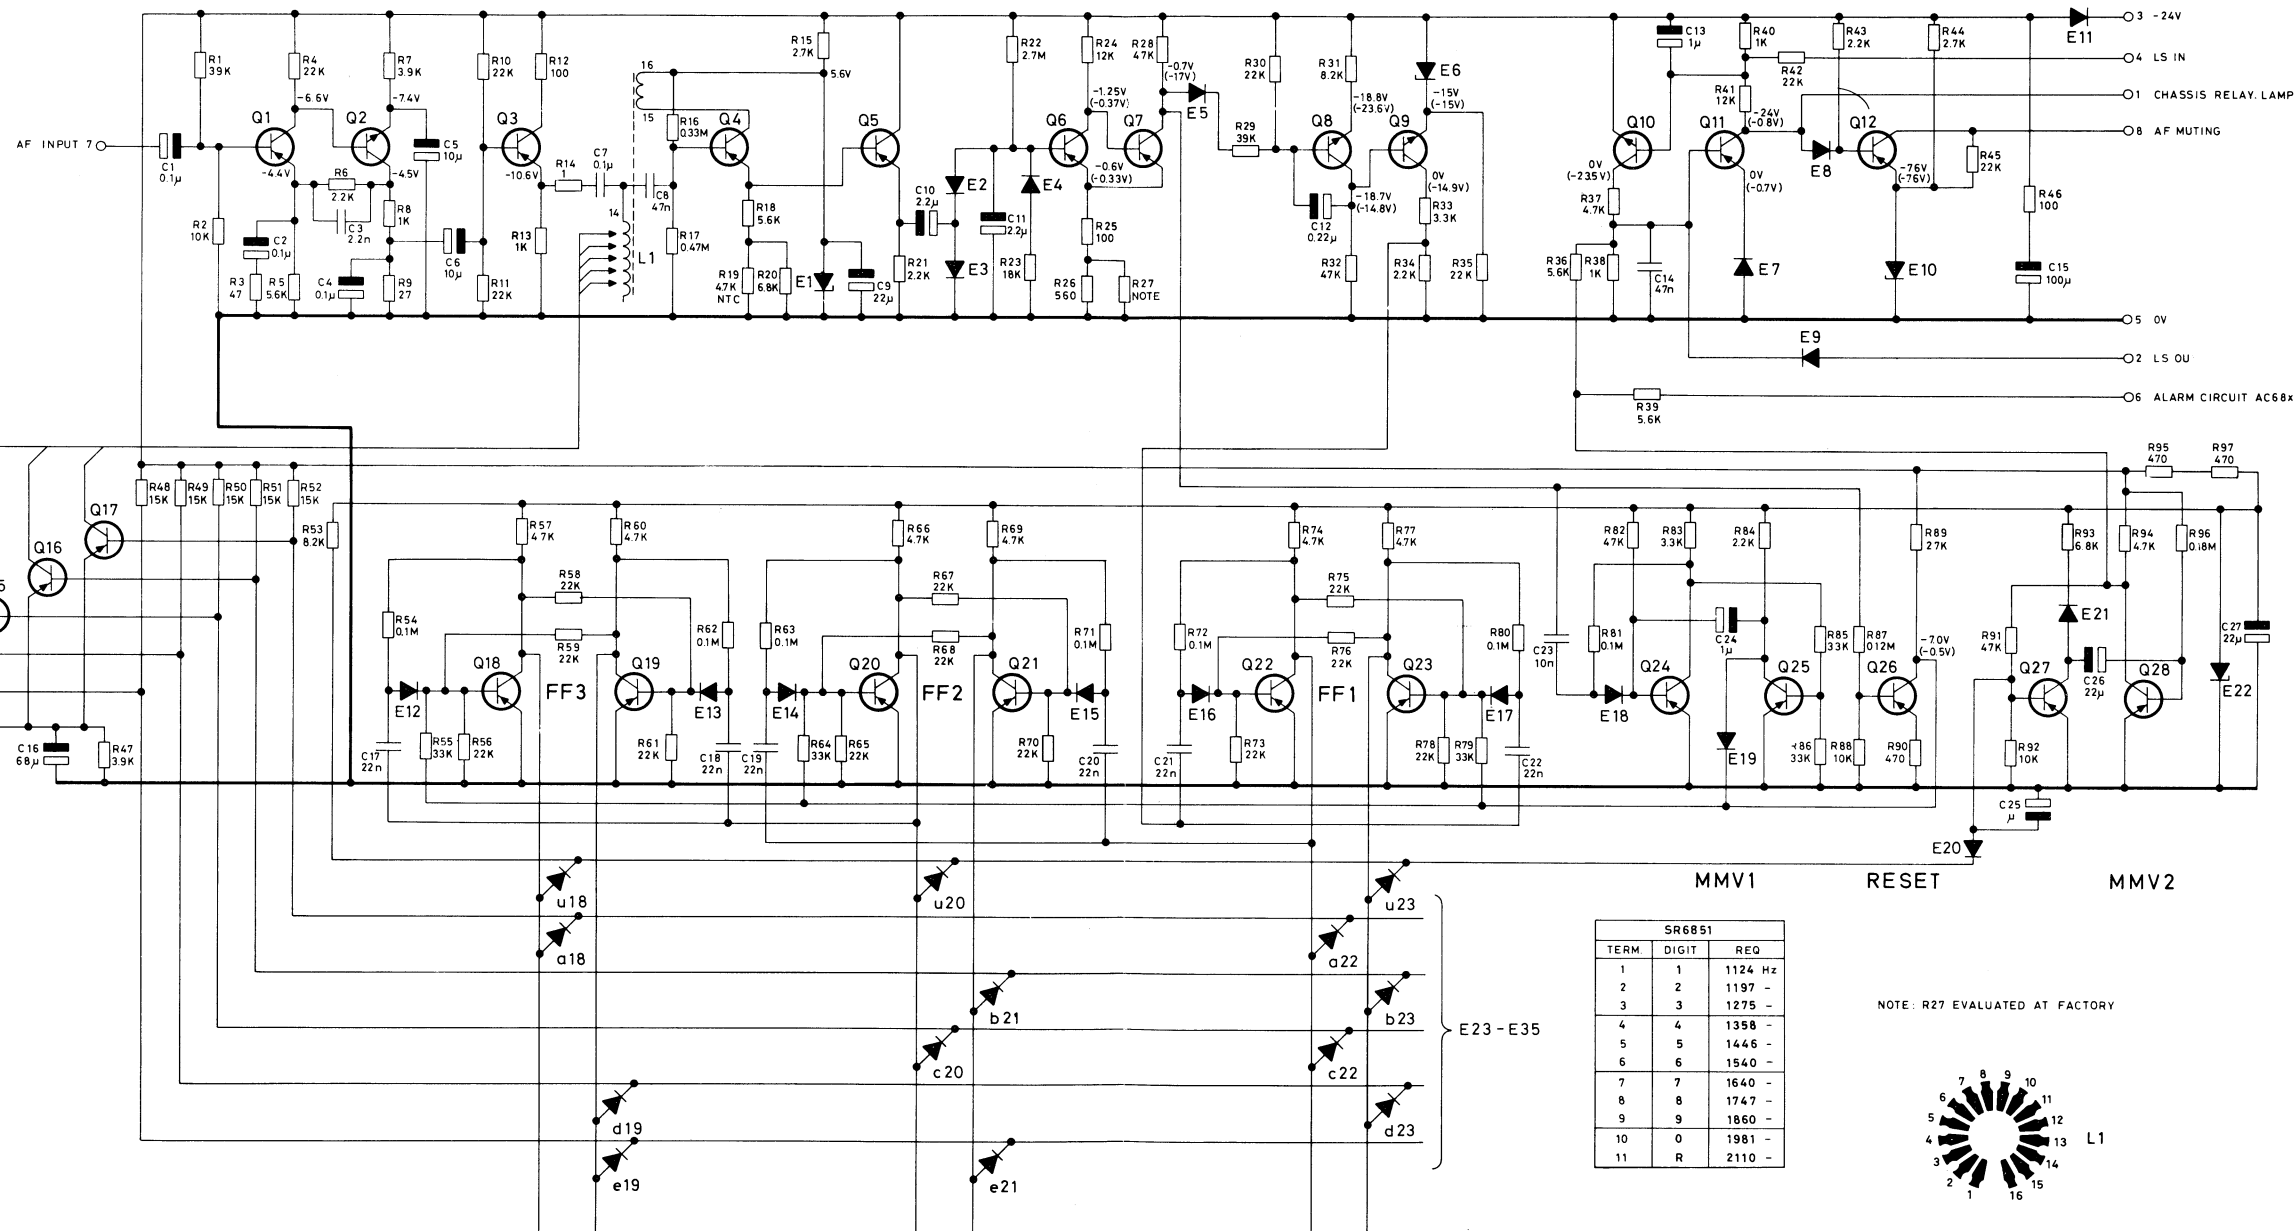 R1 39K
R4 22K
R7 3.9K
R10 22K
R12 100
R15 2.7K
R22 2.7M
R24 12K
R28 47K
R30 22K
R31 8.2K
E6
C13 1µ
R40 1K
R43 2.2K
R44 2.7K
E11
3 -24V
4 LS IN
1 CHASSIS RELAY. LAMP
8 AF MUTING
16
5.6V
15
-6.6V
-7.4V
-0.7V (-17V)
-1.25V (-0.37V)
-18.8V (-23.6V)
-15V (-15V)
R42 22K
R41 12K
-24V (-0.8V)
AF INPUT 7
C1 0.1µ
Q1
Q2
C5 10µ
Q3
R14 1
C7 0.1µ
R16 0.33M
Q4
Q5
Q6
Q7
E5
R29 39K
Q8
Q9
Q10
Q11
E8
Q12
R45 22K
-4.4V
R6 2.2K
-4.5V
-10.6V
C8 47n
C10 2.2µ
E2
E4
-0.6V (-0.33V)
-18.7V (-14.8V)
0V (-14.9V)
0V (-23.5V)
0V (-0.7V)
-76V (-76V)
R46 100
R2 10K
C2 0.1µ
C3 2.2n
R8 1K
C6 10µ
R13 1K
14
L1
R17 0.47M
R18 5.6K
C11 2.2µ
R25 100
C12 0.22µ
R33 3.3K
R37 4.7K
R3 47
R5 5.6K
C4 0.1µ
R9 27
R11 22K
R19 4.7K NTC
R20 6.8K
E1
C9 22µ
R21 2.2K
E3
R23 18K
R26 560
R27 NOTE
R32 47K
R34 2.2K
R35 22K
R36 5.6K
R38 1K
C14 47n
E7
E10
C15 100µ
5 0V
E9
2 LS OU
R39 5.6K
6 ALARM CIRCUIT AC68x
R95 470
R97 470
R48 15K
R49 15K
R50 15K
R51 15K
R52 15K
Q17
Q16
5
R53 8.2K
R57 4.7K
R60 4.7K
R66 4.7K
R69 4.7K
R74 4.7K
R77 4.7K
R82 47K
R83 3.3K
R84 2.2K
R89 27K
R93 6.8K
R94 4.7K
R96 0.18M
R58 22K
R67 22K
R75 22K
R54 0.1M
R59 22K
R62 0.1M
R63 0.1M
R68 22K
R71 0.1M
R72 0.1M
R76 22K
R80 0.1M
C23 10n
R81 0.1M
C24 1µ
R85 33K
R87 0.12M
-7.0V (-0.5V)
R91 47K
E21
C27 22µ
Q18
FF3
Q19
Q20
FF2
Q21
Q22
FF1
Q23
Q24
Q25
Q26
Q27
C26 22µ
Q28
E22
E12
E13
E14
E15
E16
E17
E18
C16 68µ
R47 3.9K
C17 22n
R55 33K
R56 22K
R61 22K
C18 22n
C19 22n
R64 33K
R65 22K
R70 22K
C20 22n
C21 22n
R73 22K
R78 22K
R79 33K
C22 22n
E19
R86 33K
R88 10K
R90 470
R92 10K
C25 µ
E20
MMV1
RESET
MMV2
u18
u20
u23
a18
a22
b21
b23
E23-E35
c20
c22
d19
d23
e19
e21
SR6851
TERM. DIGIT REQ
1 1 1124 Hz
2 2 1197 -
3 3 1275 -
4 4 1358 -
5 5 1446 -
6 6 1540 -
7 7 1640 -
8 8 1747 -
9 9 1860 -
10 0 1981 -
11 R 2110 -
NOTE: R27 EVALUATED AT FACTORY
1 2 3 4 5 6 7 8 9 10 11 12 13 14 15 16
L1